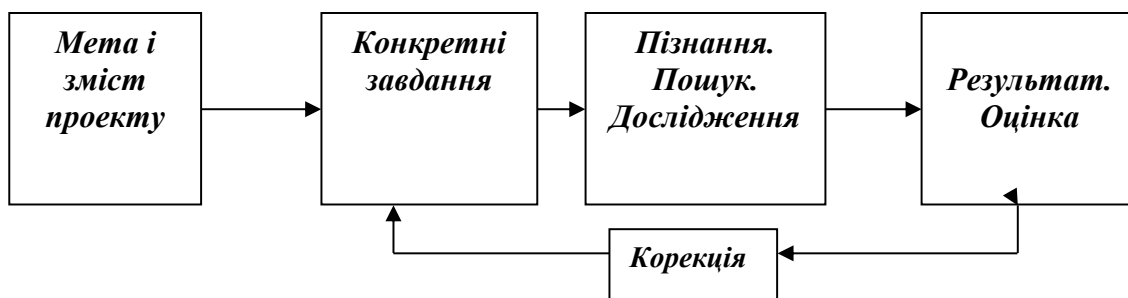 Мета і
зміст
проекту
Конкретні
завдання
Пізнання.
Пошук.
Дослідження
Результат.
Оцінка
Корекція